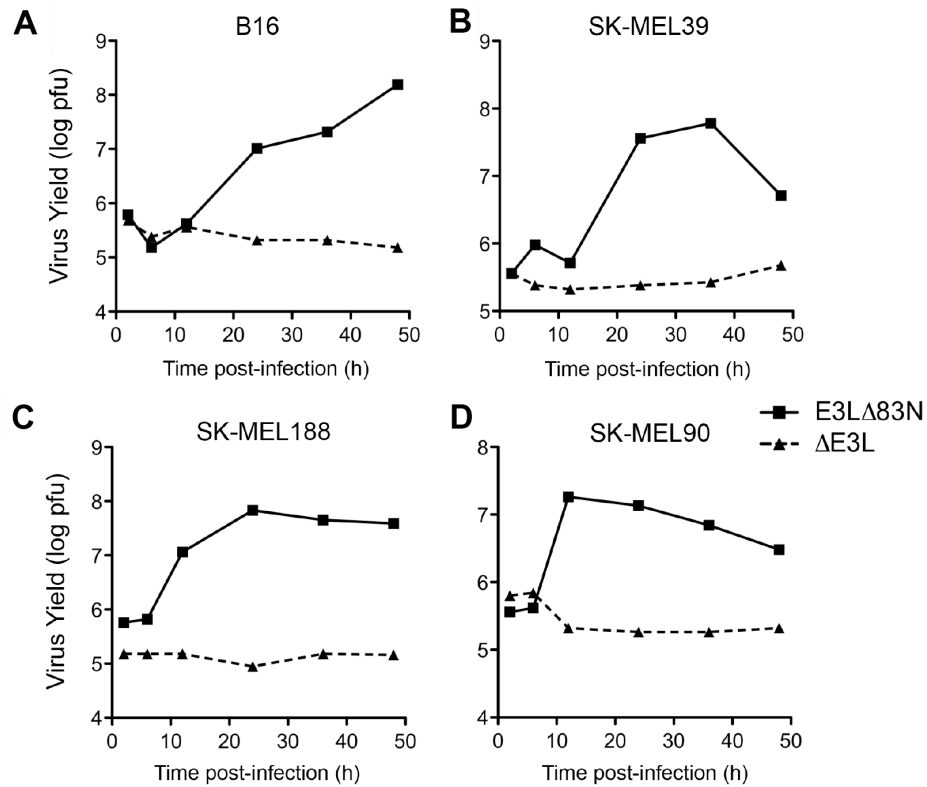 A
B16
Virus Yield (log pfu)
9
8
7
6
5
4
0 10 20 30 40 50
Time post-infection (h)
B
SK-MEL39
9
8
7
6
5
0 10 20 30 40 50
Time post-infection (h)
C
SK-MEL188
Virus Yield (log pfu)
9
8
7
6
5
4
0 10 20 30 40 50
Time post-infection (h)
D
SK-MEL90
8
7
6
5
4
0 10 20 30 40 50
Time post-infection (h)
E3LΔ83N
ΔE3L